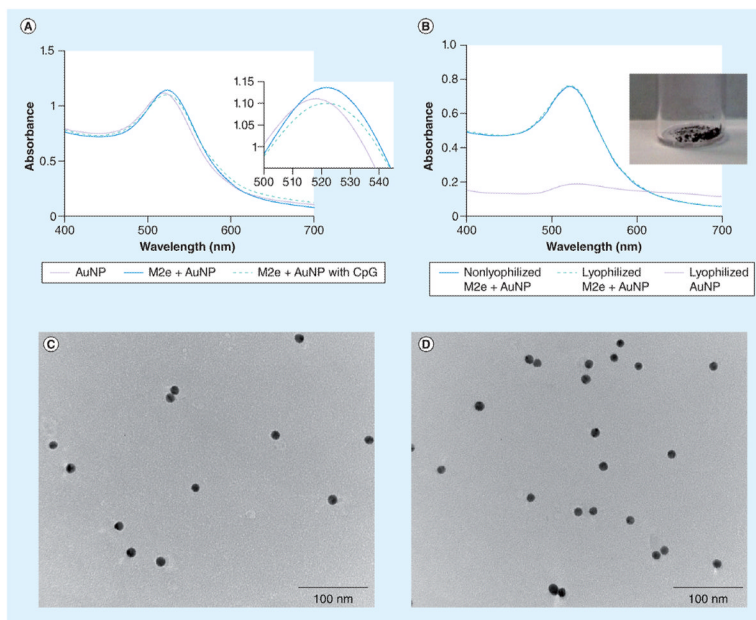 A
1.5
1
0.5
0
400
500
600
700
Absorbance
Wavelength (nm)
1.15
1.10
1.05
1
500
510
520
530
540
AuNP
M2e + AuNP
M2e + AuNP with CpG
B
1.0
0.8
0.6
0.4
0.2
0
400
500
600
700
Absorbance
Wavelength (nm)
Nonlyophilized
M2e + AuNP
Lyophilized
M2e + AuNP
Lyophilized
AuNP
C
100 nm
D
100 nm